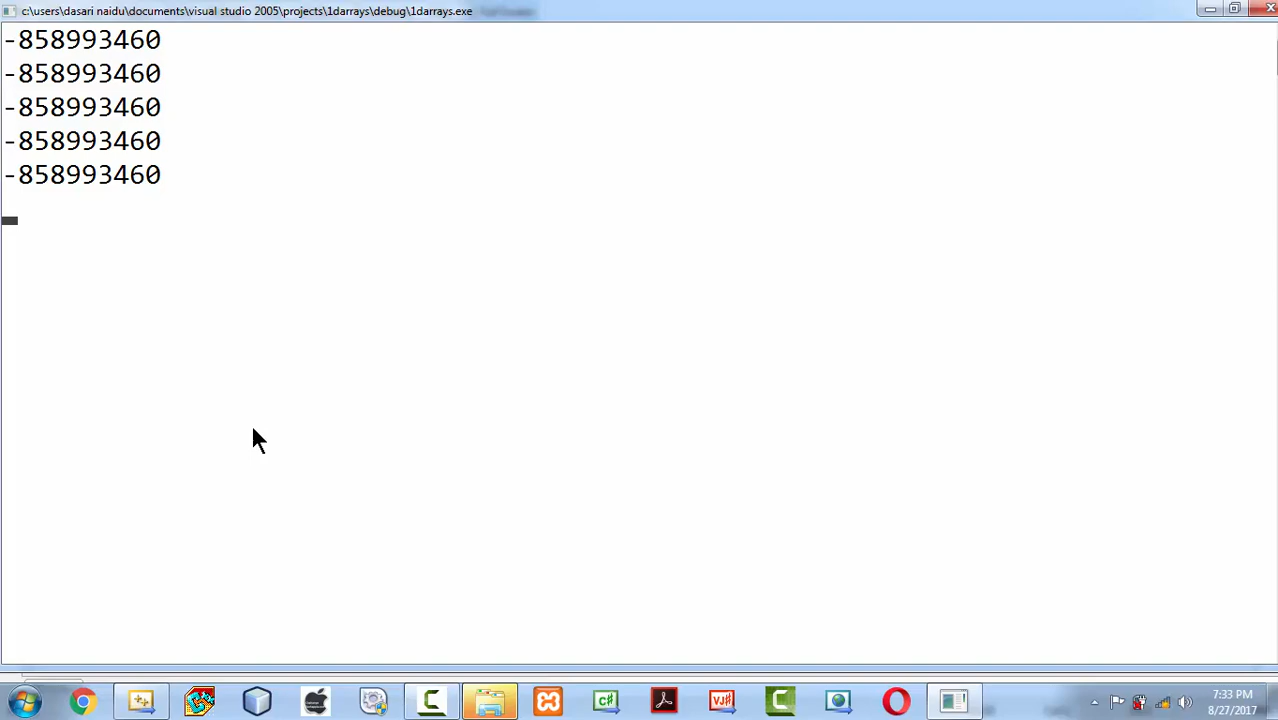 c:\users\dasari naidu\documents\visual studio 2005\projects\1darrays\debug\1darrays.exe
-858993460
-858993460
-858993460
-858993460
-858993460
C#
VJ#
7:33 PM
8/27/2017